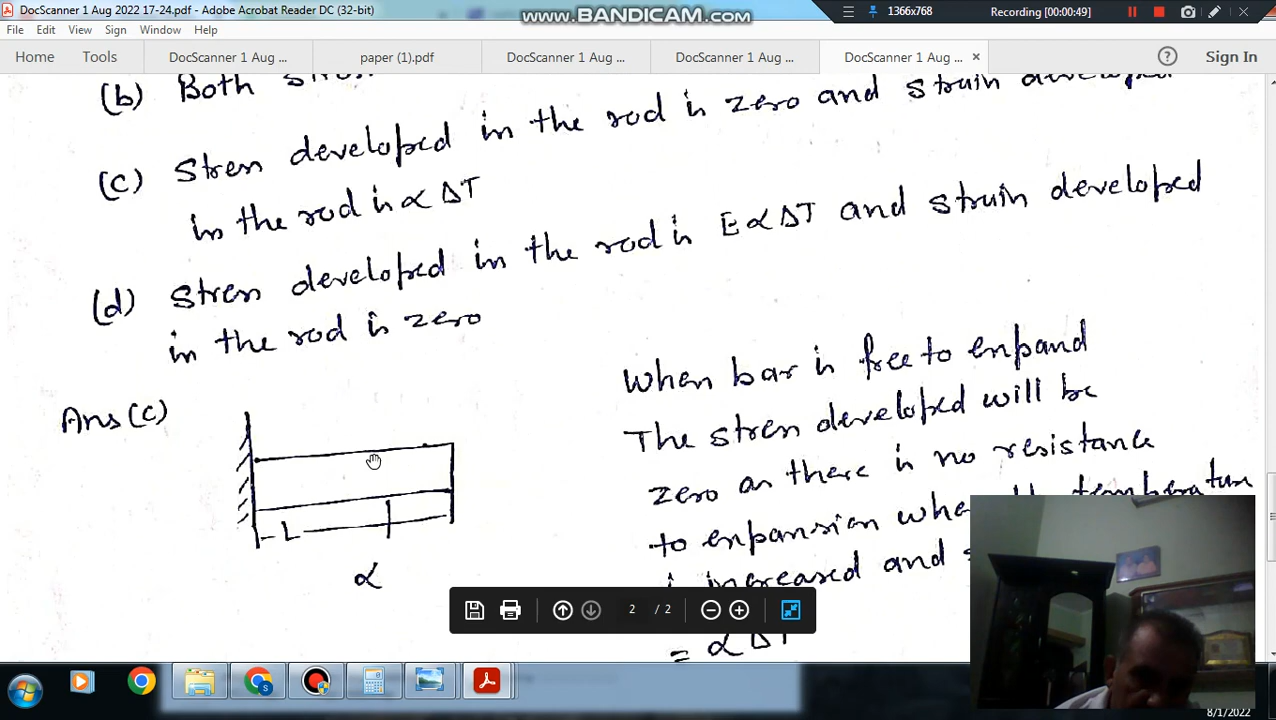 DocScanner 1 Aug 2022 17-24.pdf - Adobe Acrobat Reader DC (32-bit)
www.BANDICAM.com
1366x768
Recording [00:00:49]
File Edit View Sign Window Help
Home Tools DocScanner 1 Aug ... paper (1).pdf DocScanner 1 Aug ... DocScanner 1 Aug ... DocScanner 1 Aug ... × Sign In
(b) Both
(c) Stress developed in the rod is zero and strain developed
in the rod is α ΔT
(d) Stress developed in the rod is EαΔT and strain developed
in the rod is zero
Ans (c)
L
α
When bar is free to expand
The stress developed will be
zero as there is no resistance
to expansion when temperature
is increased and
= α ΔT
2 / 2
8/1/2022